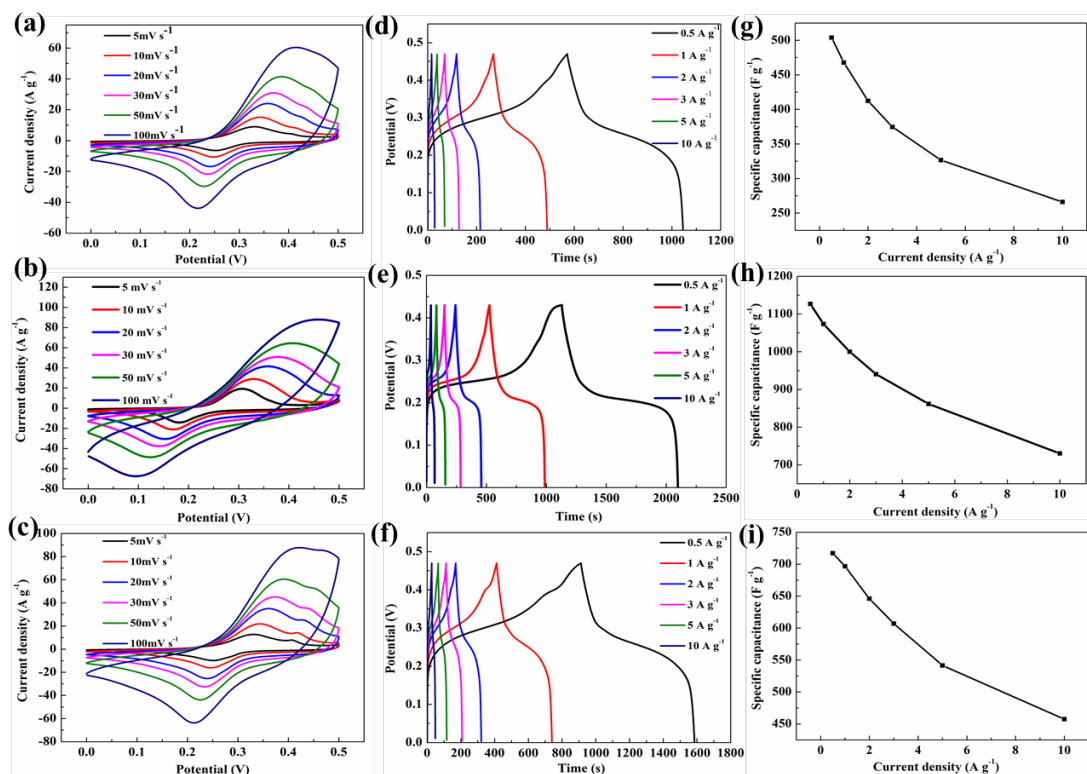 (a)
5mV s⁻¹
10mV s⁻¹
20mV s⁻¹
30mV s⁻¹
50mV s⁻¹
100mV s⁻¹
80
60
40
20
0
-20
-40
-60
Current density (A g⁻¹)
0.0 0.1 0.2 0.3 0.4 0.5
Potential (V)
(d)
0.5 A g⁻¹
1 A g⁻¹
2 A g⁻¹
3 A g⁻¹
5 A g⁻¹
10 A g⁻¹
0.5
0.4
0.3
0.2
0.1
0.0
Potential (V)
0 200 400 600 800 1000 1200
Time (s)
(g)
500
450
400
350
300
250
Specific capacitance (F g⁻¹)
0 2 4 6 8 10
Current density (A g⁻¹)
(b)
5 mV s⁻¹
10 mV s⁻¹
20 mV s⁻¹
30 mV s⁻¹
50 mV s⁻¹
100 mV s⁻¹
120
100
80
60
40
20
0
-20
-40
-60
-80
Current density (A g⁻¹)
0.0 0.1 0.2 0.3 0.4 0.5
Potential (V)
(e)
0.5 A g⁻¹
1 A g⁻¹
2 A g⁻¹
3 A g⁻¹
5 A g⁻¹
10 A g⁻¹
0.5
0.4
0.3
0.2
0.1
0.0
Potential (V)
0 500 1000 1500 2000 2500
Time (s)
(h)
1200
1100
1000
900
800
700
Specific capacitance (F g⁻¹)
0 2 4 6 8 10
Current density (A g⁻¹)
(c)
5mV s⁻¹
10mV s⁻¹
20mV s⁻¹
30mV s⁻¹
50mV s⁻¹
100mV s⁻¹
100
80
60
40
20
0
-20
-40
-60
-80
Current density (A g⁻¹)
0.0 0.1 0.2 0.3 0.4 0.5
Potential (V)
(f)
0.5 A g⁻¹
1 A g⁻¹
2 A g⁻¹
3 A g⁻¹
5 A g⁻¹
10 A g⁻¹
0.5
0.4
0.3
0.2
0.1
0.0
Potential (V)
0 200 400 600 800 1000 1200 1400 1600 1800
Time (s)
(i)
750
700
650
600
550
500
450
Specific capacitance (F g⁻¹)
0 2 4 6 8 10
Current density (A g⁻¹)